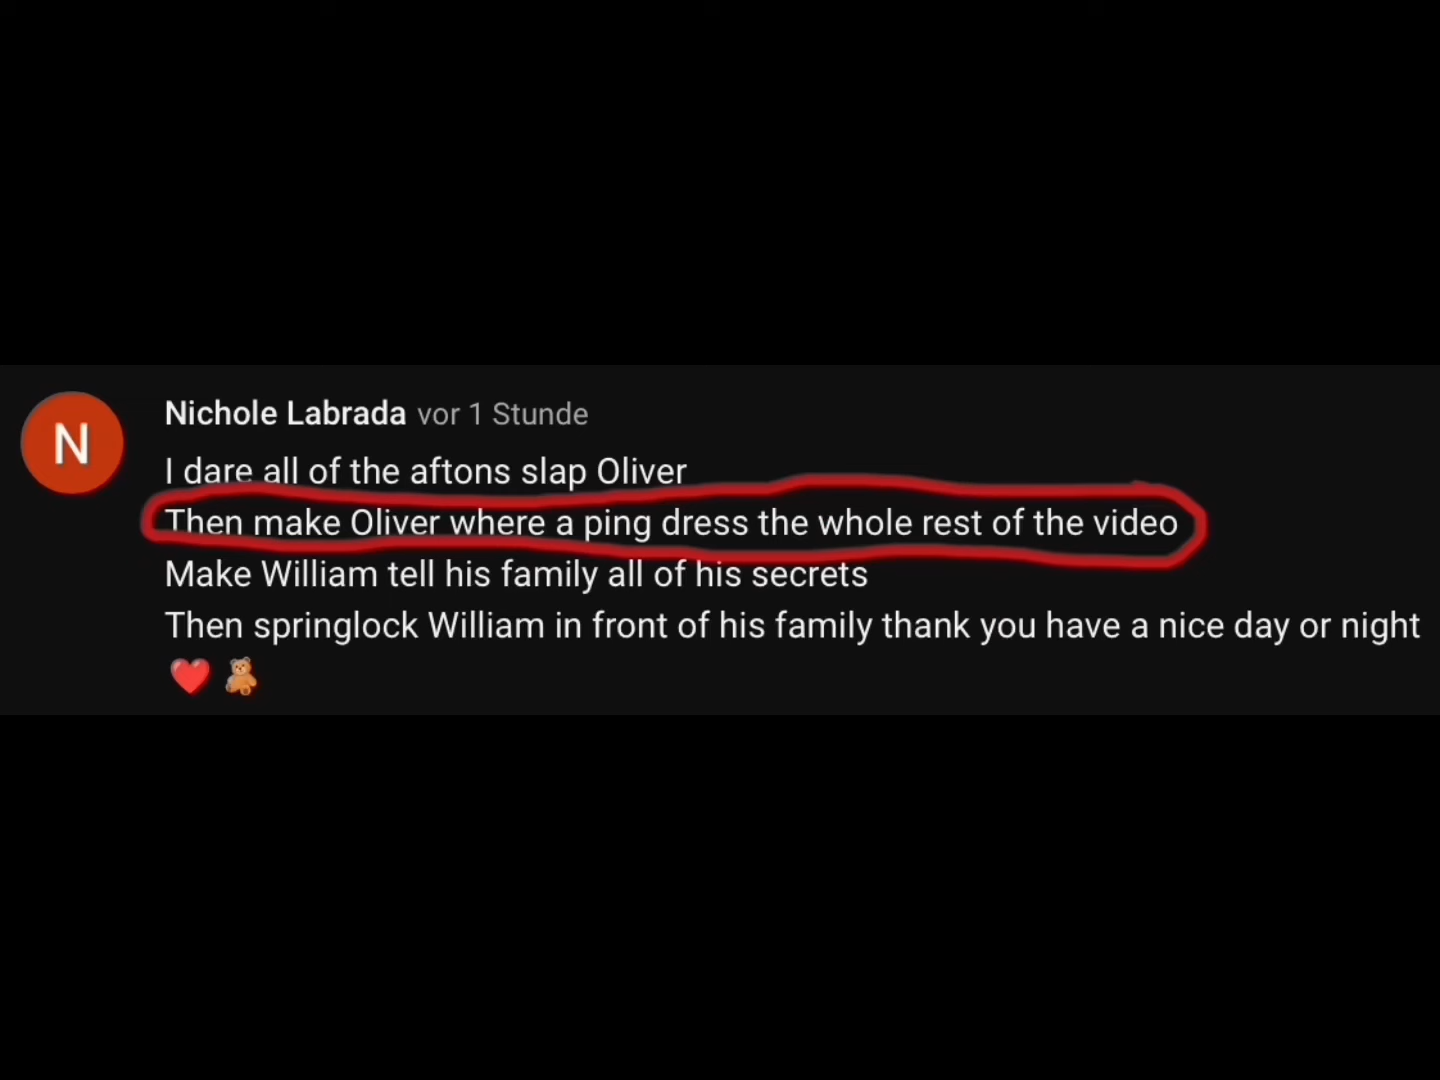 N
Nichole Labrada vor 1 Stunde
I dare all of the aftons slap Oliver
Then make Oliver where a ping dress the whole rest of the video
Make William tell his family all of his secrets
Then springlock William in front of his family thank you have a nice day or night
❤️ 🧸